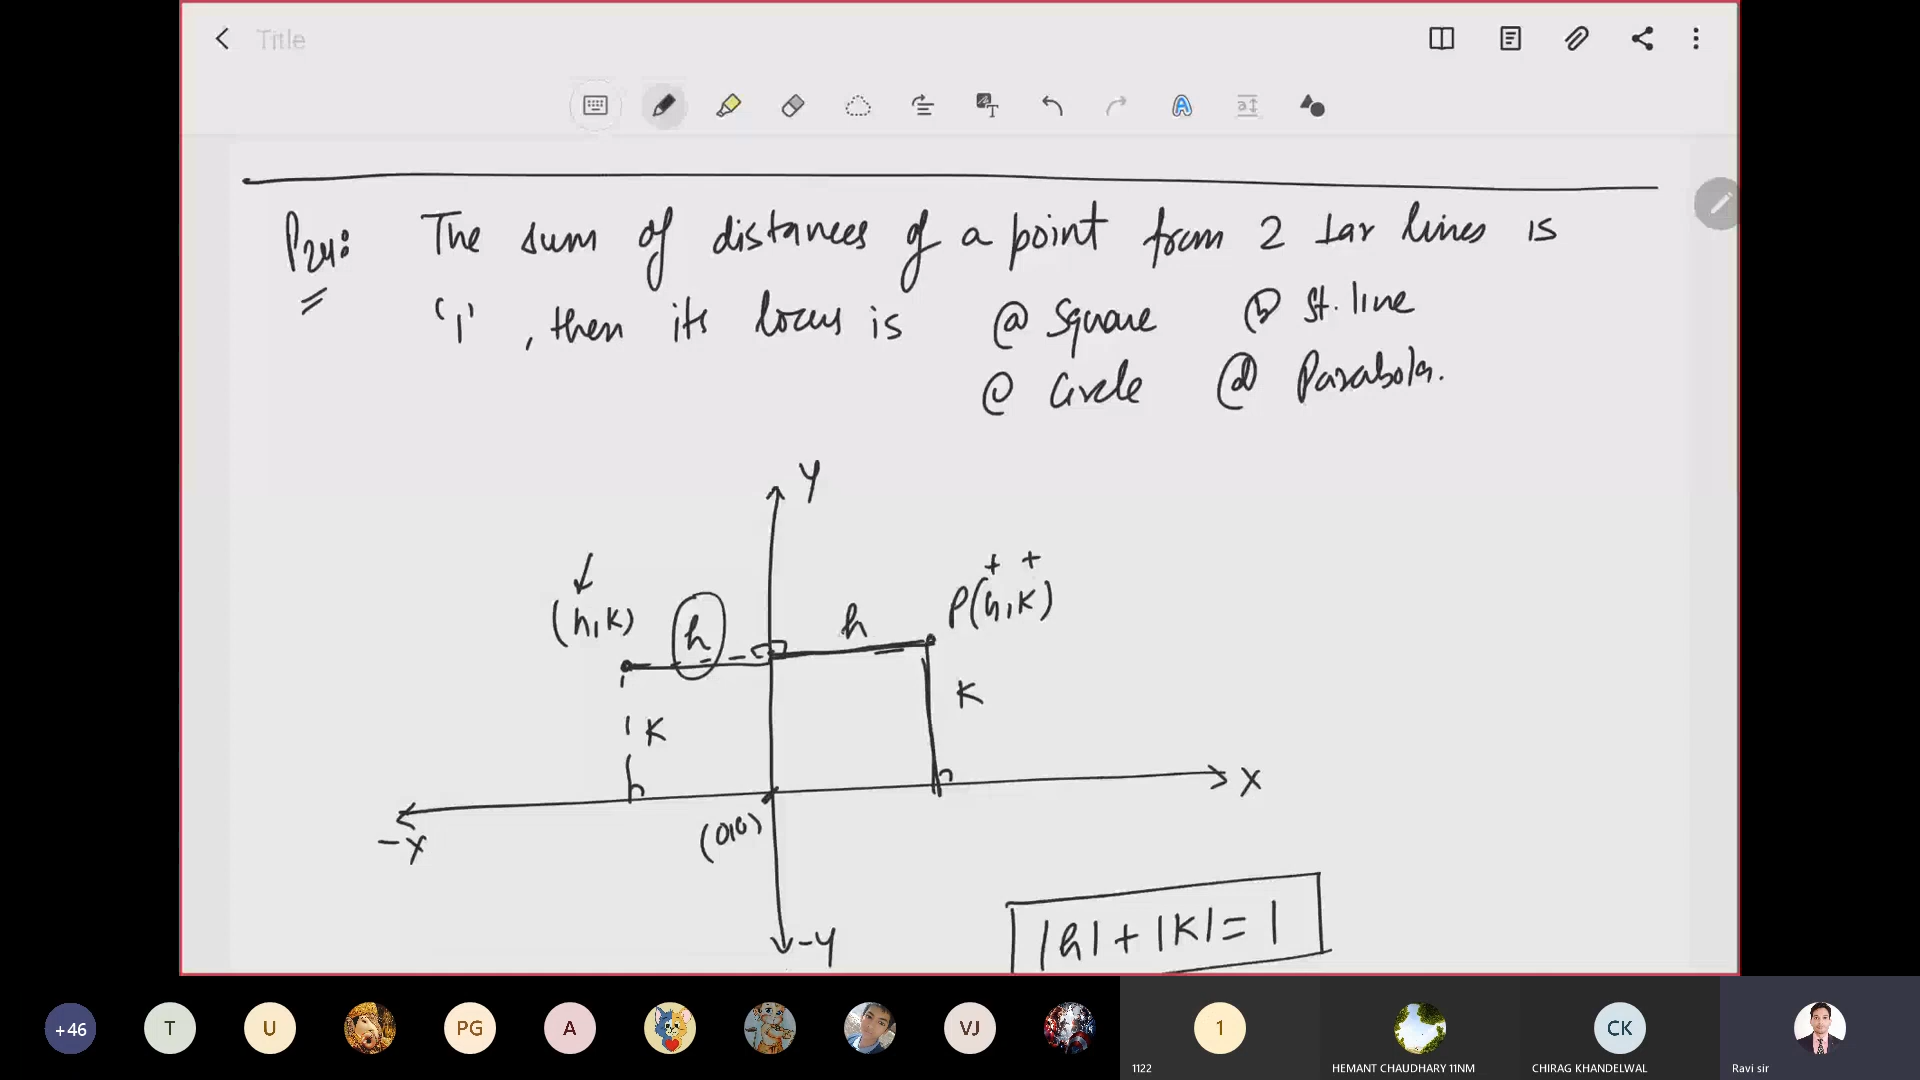 Title
P24: The sum of distances of a point from 2 ⊥ar lines is
'1', then its locus is @ Square ⓑ St. line
© Circle ⓓ Parabola.
Y
+ +
(h,k) h h P(h,k)
K K
X
(0,0)
-X
-Y
|h| + |K| = 1
+46 T U PG A VJ 1 CK
1122 HEMANT CHAUDHARY 11NM CHIRAG KHANDELWAL Ravi sir